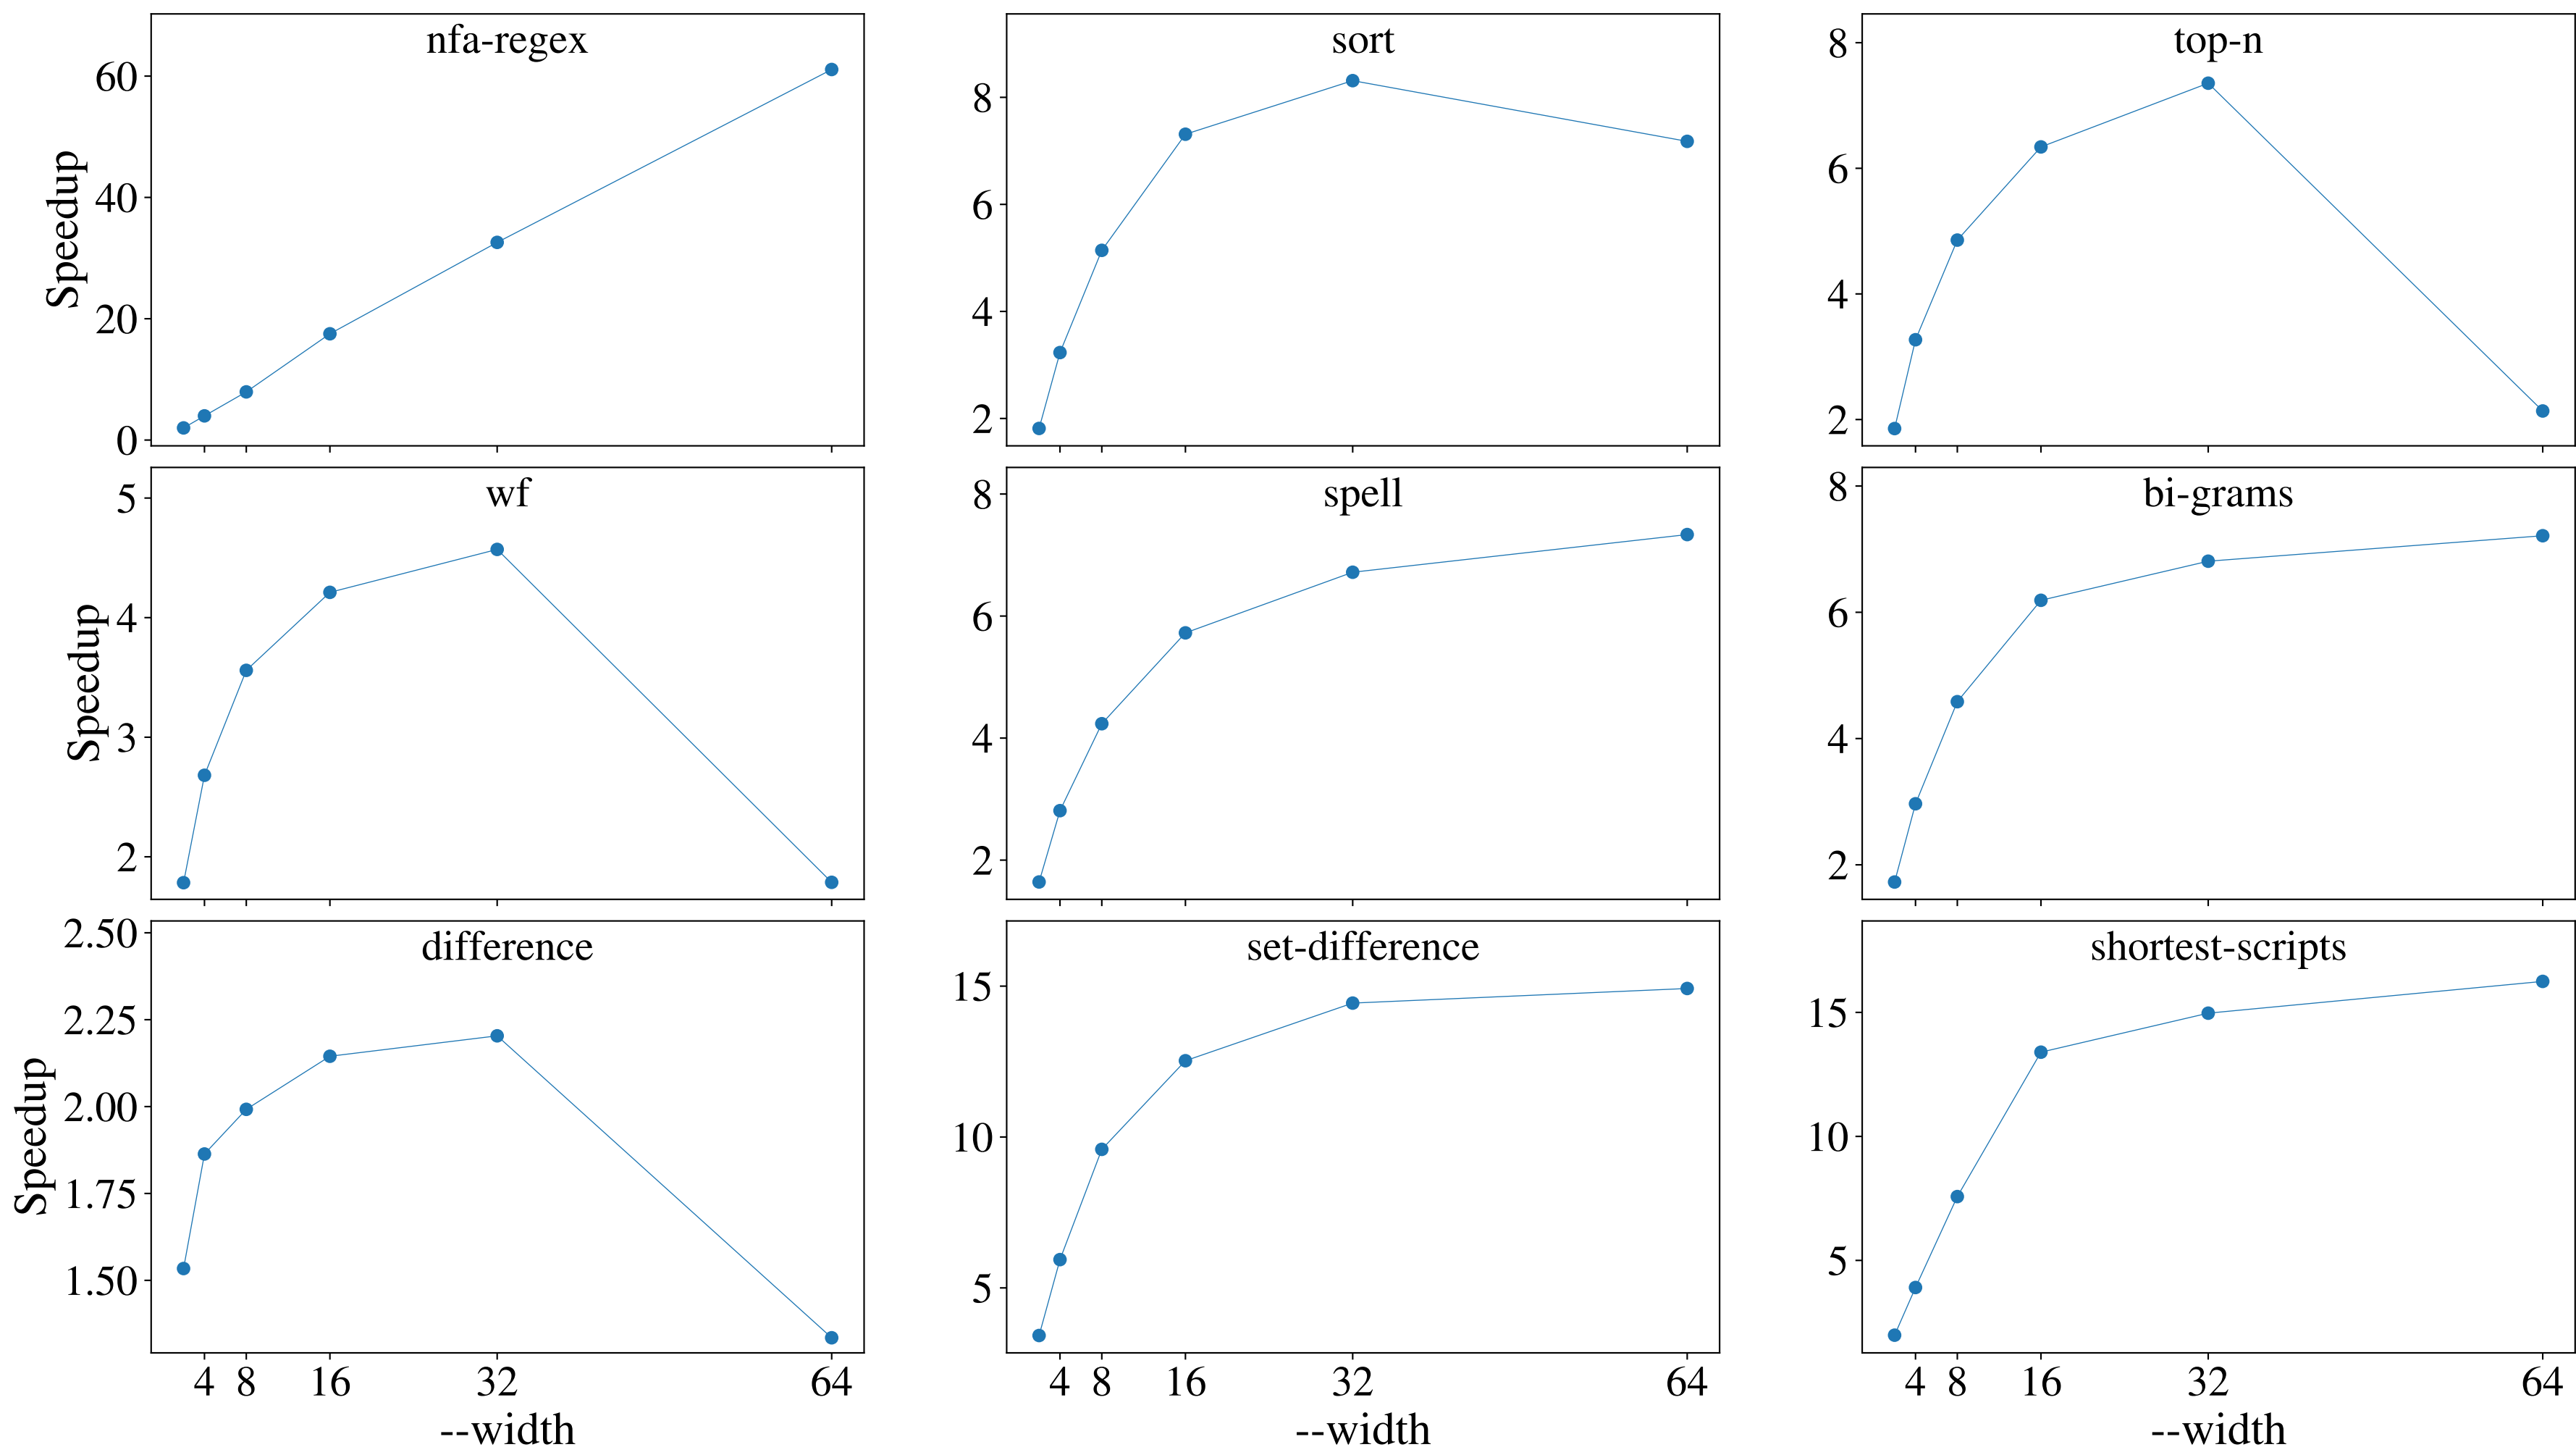 nfa-regex
60
40
20
0
Speedup
sort
8
6
4
2
top-n
8
6
4
2
wf
5
4
3
2
Speedup
spell
8
6
4
2
bi-grams
8
6
4
2
difference
2.50
2.25
2.00
1.75
1.50
Speedup
4 8 16 32 64
--width
set-difference
15
10
5
4 8 16 32 64
--width
shortest-scripts
15
10
5
4 8 16 32 64
--width